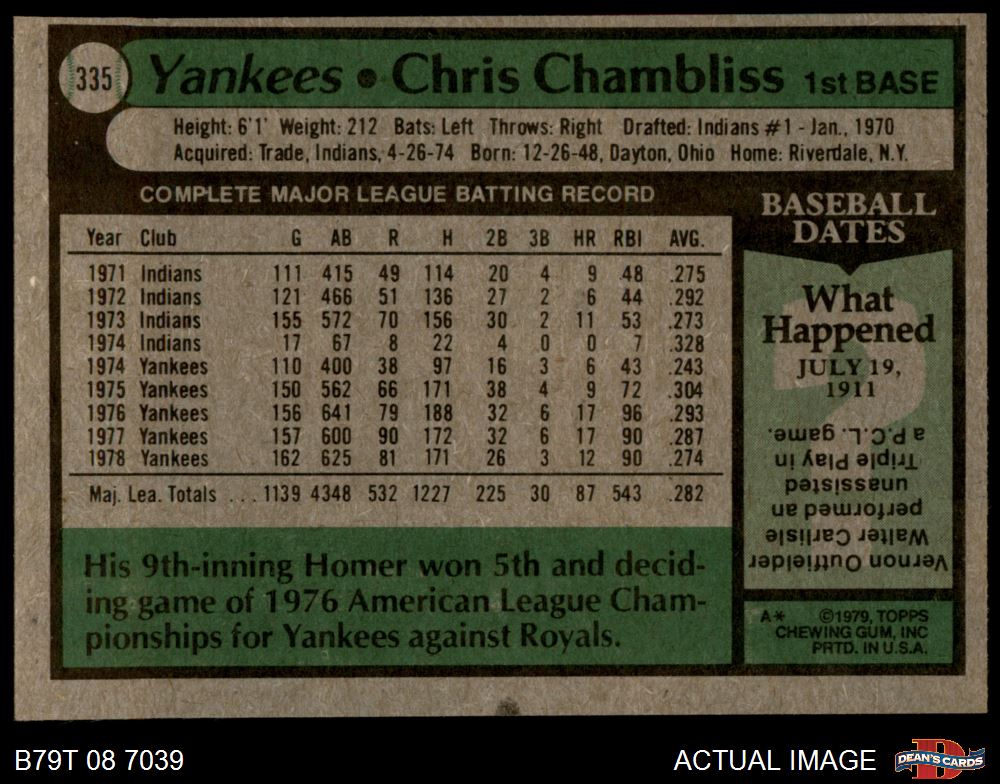 335 Yankees • Chris Chambliss 1st BASE
Height: 6'1' Weight: 212 Bats: Left Throws: Right Drafted: Indians #1 - Jan., 1970
Acquired: Trade, Indians, 4-26-74 Born: 12-26-48, Dayton, Ohio Home: Riverdale, N.Y.
COMPLETE MAJOR LEAGUE BATTING RECORD
Year Club G AB R H 2B 3B HR RBI AVG.
1971 Indians 111 415 49 114 20 4 9 48 .275
1972 Indians 121 466 51 136 27 2 6 44 .292
1973 Indians 155 572 70 156 30 2 11 53 .273
1974 Indians 17 67 8 22 4 0 0 7 .328
1974 Yankees 110 400 38 97 16 3 6 43 .243
1975 Yankees 150 562 66 171 38 4 9 72 .304
1976 Yankees 156 641 79 188 32 6 17 96 .293
1977 Yankees 157 600 90 172 32 6 17 90 .287
1978 Yankees 162 625 81 171 26 3 12 90 .274
Maj. Lea. Totals ... 1139 4348 532 1227 225 30 87 543 .282
His 9th-inning Homer won 5th and decid-
ing game of 1976 American League Cham-
pionships for Yankees against Royals.
BASEBALL
DATES
What
Happened
JULY 19,
1911
?
Vernon Outfielder
Walter Carlisle
performed an
unassisted
Triple Play in
a P.C.L. game.
A* ©1979, TOPPS
CHEWING GUM, INC
PRTD. IN U.S.A.
B79T 08 7039
ACTUAL IMAGE
D
DEAN'S CARDS